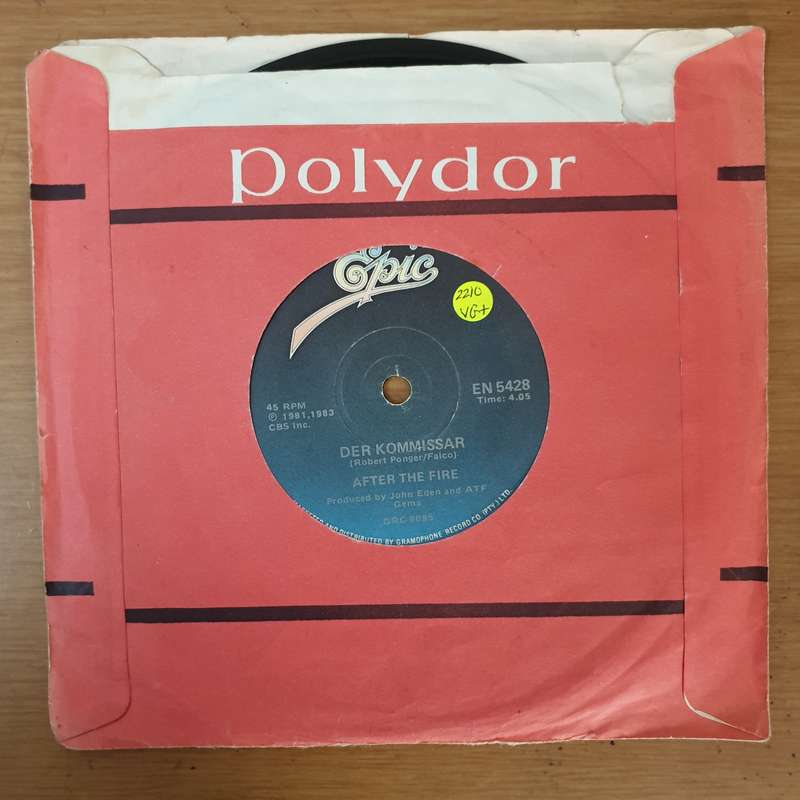 polydor
Epic
2210
VG+
45 RPM
℗ 1981,1983
CBS Inc.
EN 5428
Time: 4.05
DER KOMMISSAR
(Robert Ponger/Falco)
AFTER THE FIRE
Produced by John Eden and ATF
Gema
DISTRIBUTED BY GRAMOPHONE RECORD CO. (PTY.) LTD.